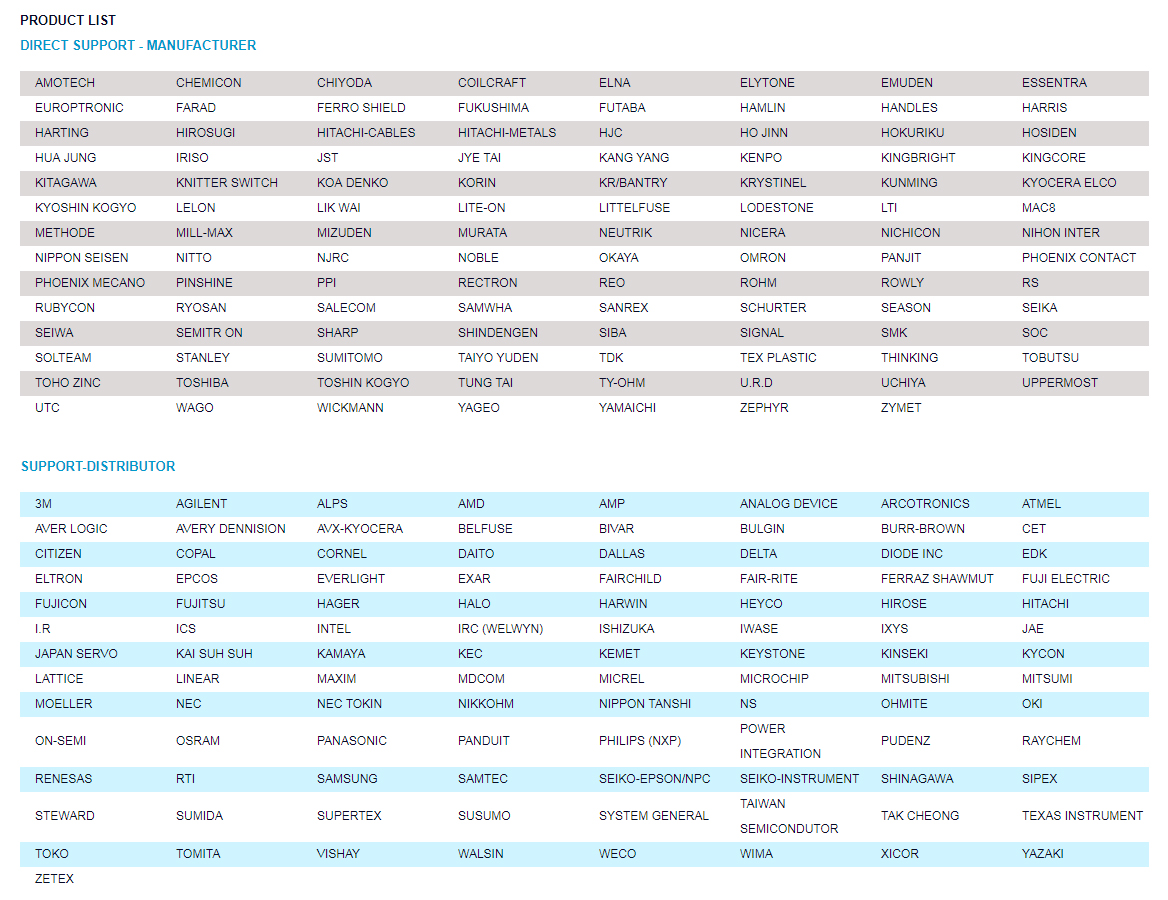 PRODUCT LIST
DIRECT SUPPORT - MANUFACTURER
AMOTECH CHEMICON CHIYODA COILCRAFT ELNA ELYTONE EMUDEN ESSENTRA
EUROPTRONIC FARAD FERRO SHIELD FUKUSHIMA FUTABA HAMLIN HANDLES HARRIS
HARTING HIROSUGI HITACHI-CABLES HITACHI-METALS HJC HO JINN HOKURIKU HOSIDEN
HUA JUNG IRISO JST JYE TAI KANG YANG KENPO KINGBRIGHT KINGCORE
KITAGAWA KNITTER SWITCH KOA DENKO KORIN KR/BANTRY KRYSTINEL KUNMING KYOCERA ELCO
KYOSHIN KOGYO LELON LIK WAI LITE-ON LITTELFUSE LODESTONE LTI MAC8
METHODE MILL-MAX MIZUDEN MURATA NEUTRIK NICERA NICHICON NIHON INTER
NIPPON SEISEN NITTO NJRC NOBLE OKAYA OMRON PANJIT PHOENIX CONTACT
PHOENIX MECANO PINSHINE PPI RECTRON REO ROHM ROWLY RS
RUBYCON RYOSAN SALECOM SAMWHA SANREX SCHURTER SEASON SEIKA
SEIWA SEMITR ON SHARP SHINDENGEN SIBA SIGNAL SMK SOC
SOLTEAM STANLEY SUMITOMO TAIYO YUDEN TDK TEX PLASTIC THINKING TOBUTSU
TOHO ZINC TOSHIBA TOSHIN KOGYO TUNG TAI TY-OHM U.R.D UCHIYA UPPERMOST
UTC WAGO WICKMANN YAGEO YAMAICHI ZEPHYR ZYMET
SUPPORT-DISTRIBUTOR
3M AGILENT ALPS AMD AMP ANALOG DEVICE ARCOTRONICS ATMEL
AVER LOGIC AVERY DENNISION AVX-KYOCERA BELFUSE BIVAR BULGIN BURR-BROWN CET
CITIZEN COPAL CORNEL DAITO DALLAS DELTA DIODE INC EDK
ELTRON EPCOS EVERLIGHT EXAR FAIRCHILD FAIR-RITE FERRAZ SHAWMUT FUJI ELECTRIC
FUJICON FUJITSU HAGER HALO HARWIN HEYCO HIROSE HITACHI
I.R ICS INTEL IRC (WELWYN) ISHIZUKA IWASE IXYS JAE
JAPAN SERVO KAI SUH SUH KAMAYA KEC KEMET KEYSTONE KINSEKI KYCON
LATTICE LINEAR MAXIM MDCOM MICREL MICROCHIP MITSUBISHI MITSUMI
MOELLER NEC NEC TOKIN NIKKOHM NIPPON TANSHI NS OHMITE OKI
ON-SEMI OSRAM PANASONIC PANDUIT PHILIPS (NXP) POWER INTEGRATION PUDENZ RAYCHEM
RENESAS RTI SAMSUNG SAMTEC SEIKO-EPSON/NPC SEIKO-INSTRUMENT SHINAGAWA SIPEX
STEWARD SUMIDA SUPERTEX SUSUMO SYSTEM GENERAL TAIWAN SEMICONDUTOR TAK CHEONG TEXAS INSTRUMENT
TOKO TOMITA VISHAY WALSIN WECO WIMA XICOR YAZAKI
ZETEX